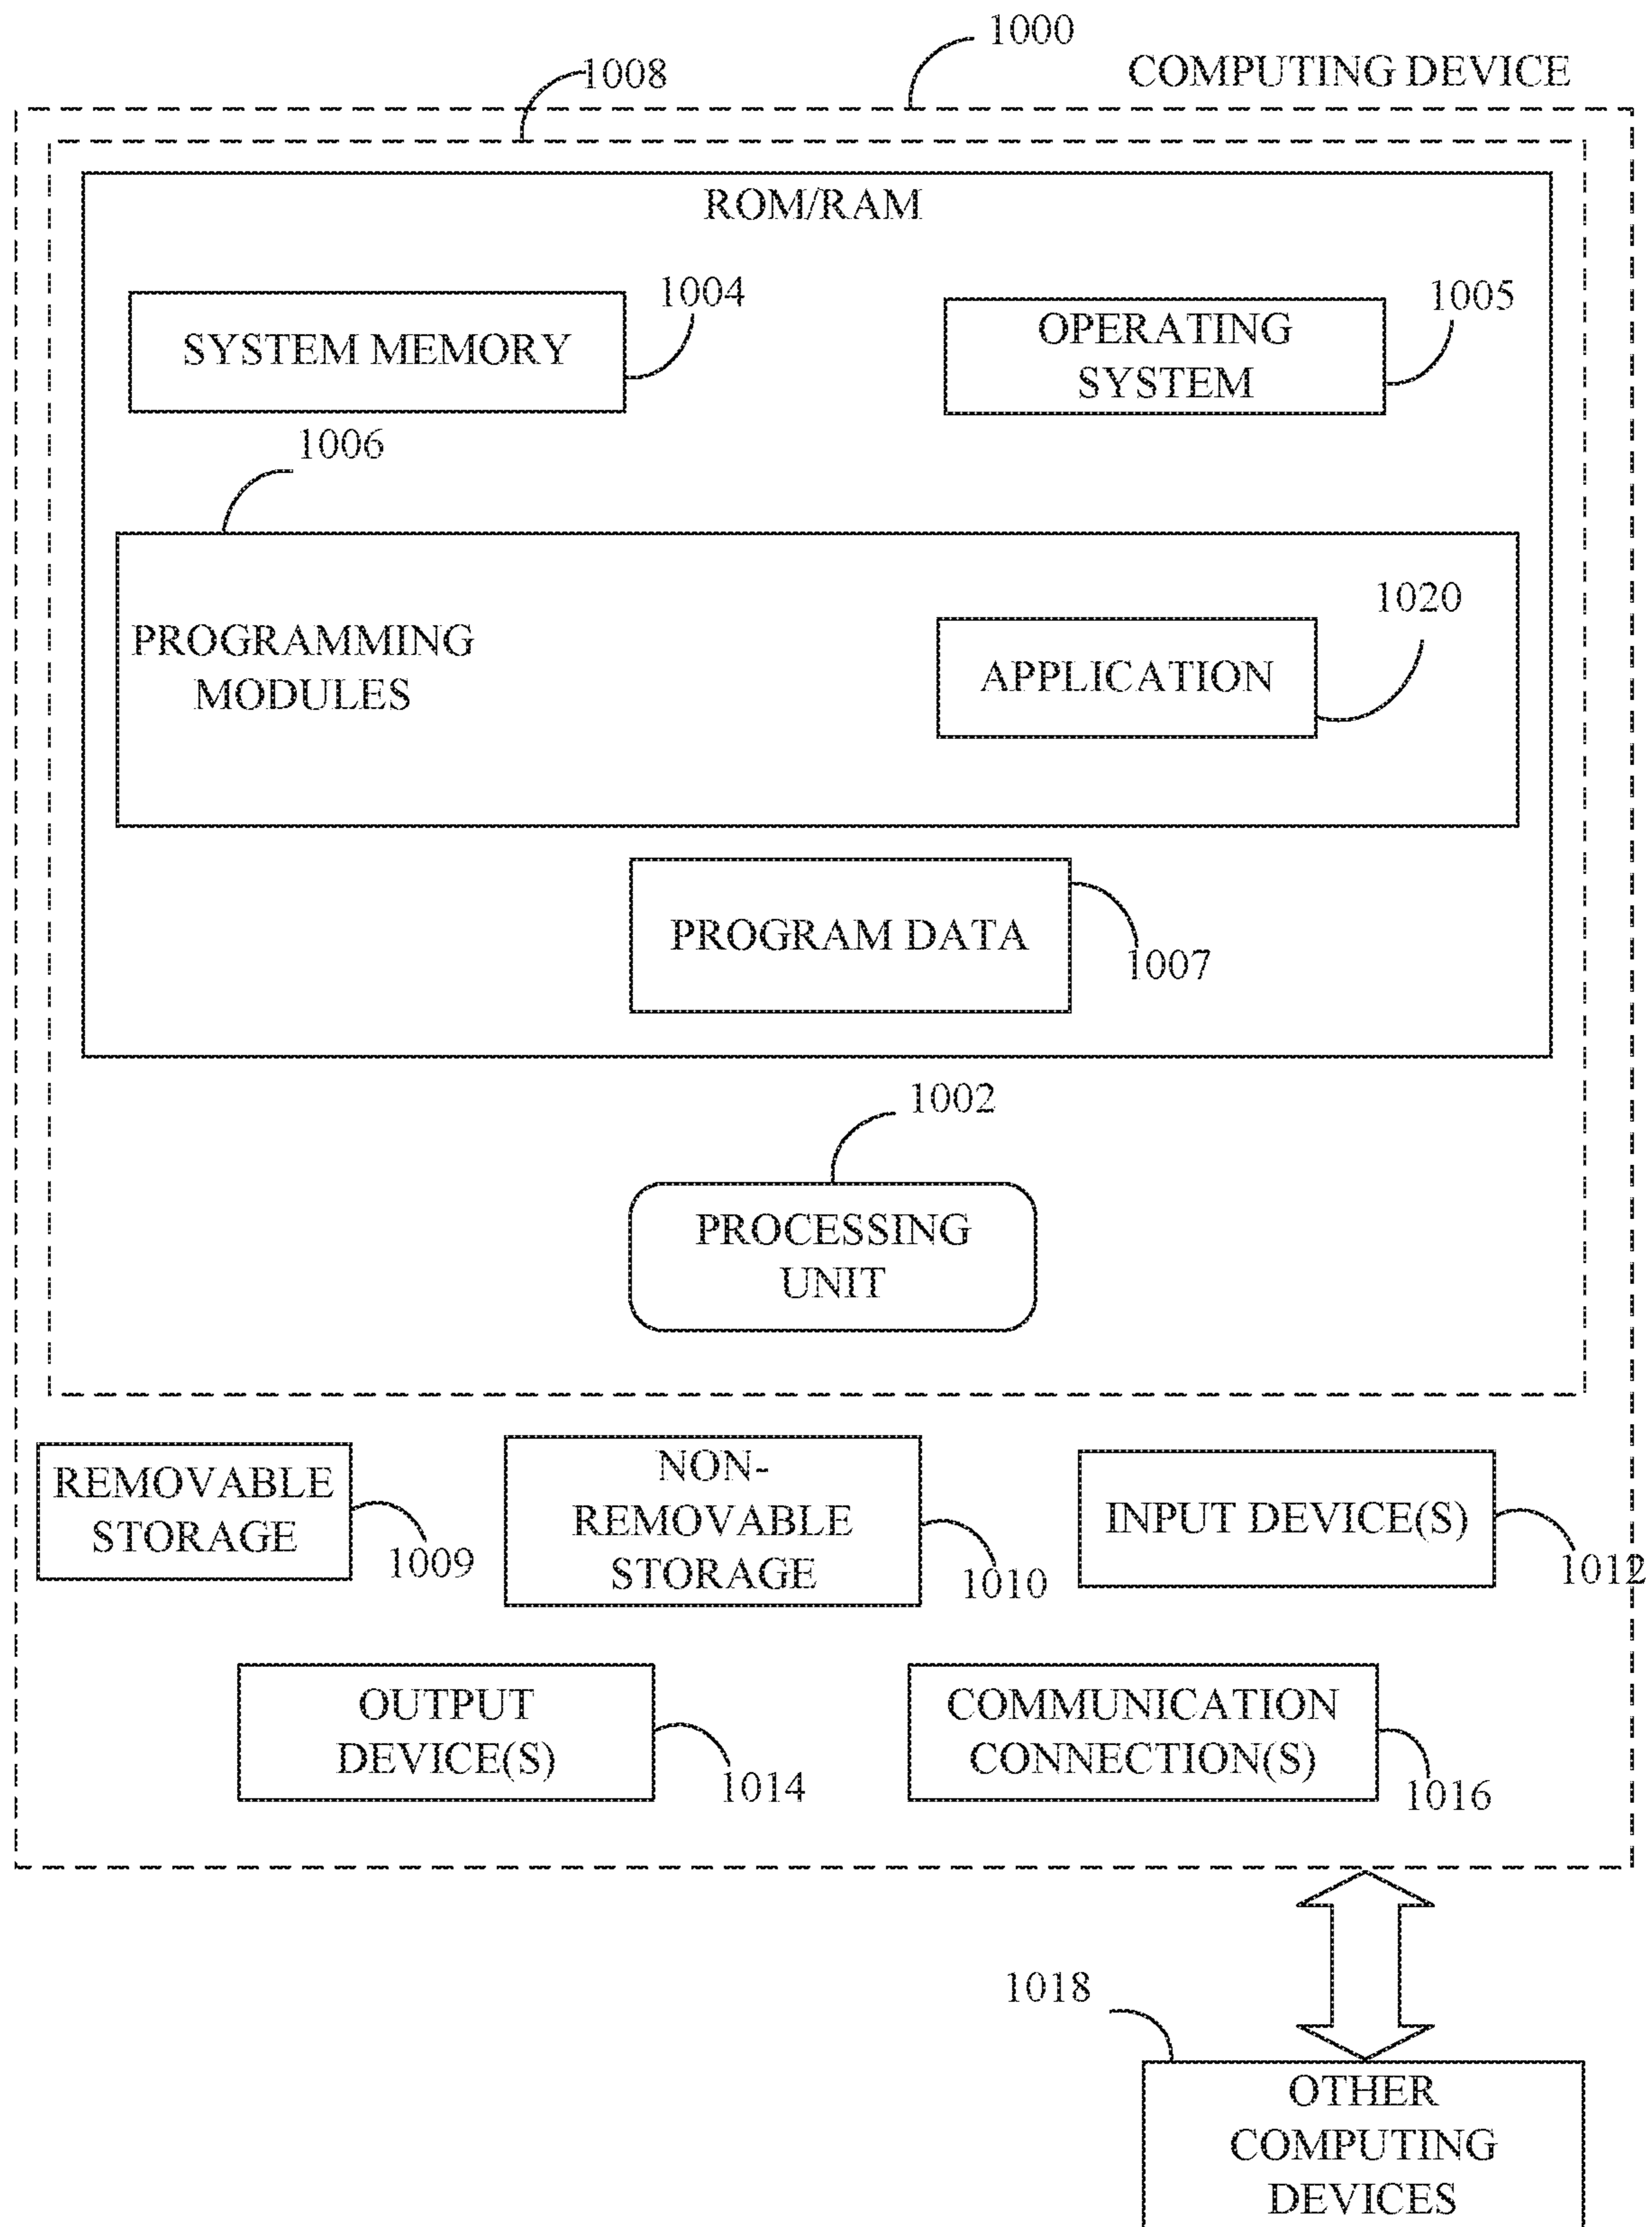 1000
COMPUTING DEVICE
1008
ROM/RAM
SYSTEM MEMORY
1004
OPERATING
SYSTEM
1005
1006
PROGRAMMING
MODULES
1020
APPLICATION
PROGRAM DATA
1007
1002
PROCESSING
UNIT
REMOVABLE
STORAGE
1009
NON-
REMOVABLE
STORAGE
1010
INPUT DEVICE(S)
1012
OUTPUT
DEVICE(S)
1014
COMMUNICATION
CONNECTION(S)
1016
1018
OTHER
COMPUTING
DEVICES